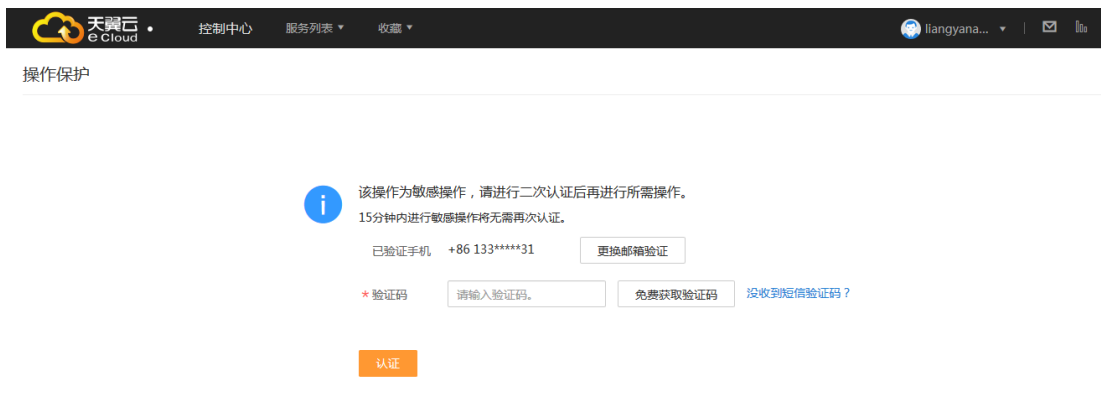 天翼云 e Cloud 控制中心 服务列表 收藏 liangyana...
操作保护
该操作为敏感操作，请进行二次认证后再进行所需操作。
15分钟内进行敏感操作将无需再次认证。
已验证手机 +86 133*****31 更换邮箱验证
* 验证码 请输入验证码。 免费获取验证码 没收到短信验证码？
认证